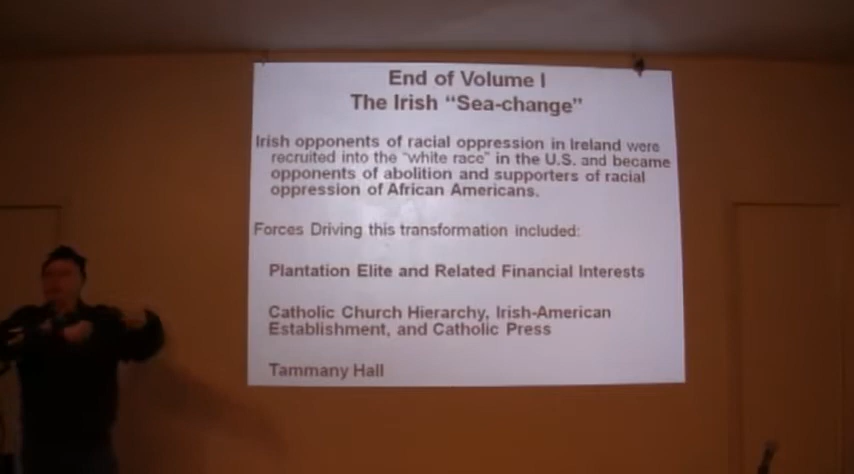 End of Volume I
The Irish “Sea-change”
Irish opponents of racial oppression in Ireland were
recruited into the “white race” in the U.S. and became
opponents of abolition and supporters of racial
oppression of African Americans.
Forces Driving this transformation included:
Plantation Elite and Related Financial Interests
Catholic Church Hierarchy, Irish-American
Establishment, and Catholic Press
Tammany Hall